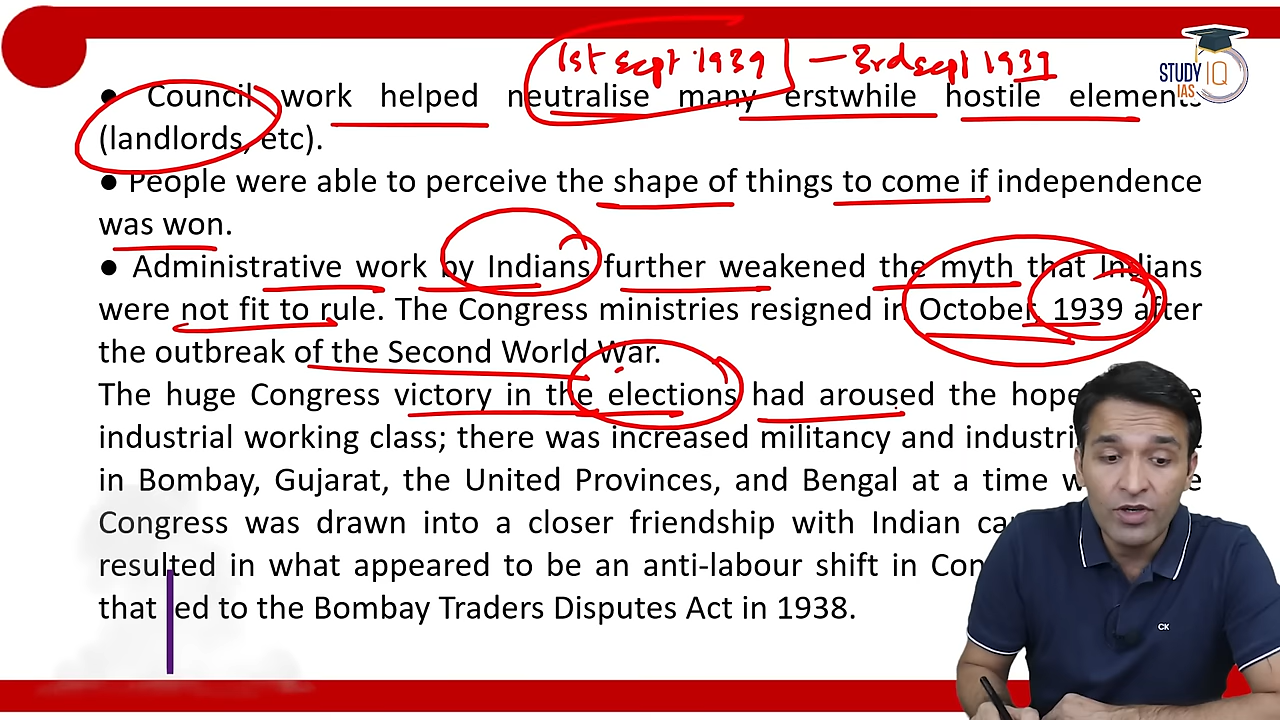 1st sept 1939 — 3rd sept 1939
STUDY IQ
IAS
● Council work helped neutralise many erstwhile hostile elements
(landlords, etc).
● People were able to perceive the shape of things to come if independence
was won.
● Administrative work by Indians further weakened the myth that Indians
were not fit to rule. The Congress ministries resigned in October, 1939 after
the outbreak of the Second World War.
The huge Congress victory in the elections had aroused the
industrial working class; there was increased militancy and
in Bombay, Gujarat, the United Provinces, and Bengal at a time
Congress was drawn into a closer friendship with Indian
resulted in what appeared to be an anti-labour shift in
that led to the Bombay Traders Disputes Act in 1938.
CK